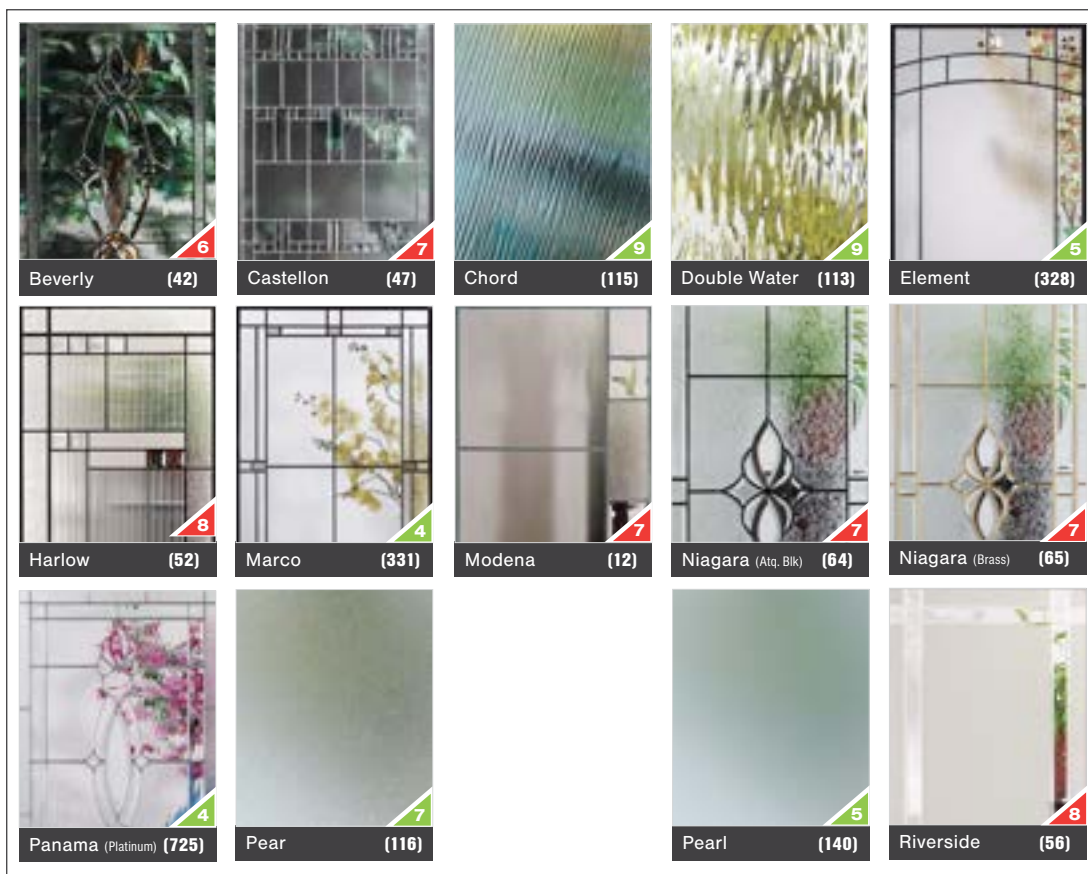 6
Beverly (42)
7
Castellon (47)
9
Chord (115)
9
Double Water (113)
5
Element (328)
8
Harlow (52)
4
Marco (331)
7
Modena (12)
7
Niagara (Atq. Blk) (64)
7
Niagara (Brass) (65)
4
Panama (Platinum) (725)
7
Pear (116)
5
Pearl (140)
8
Riverside (56)